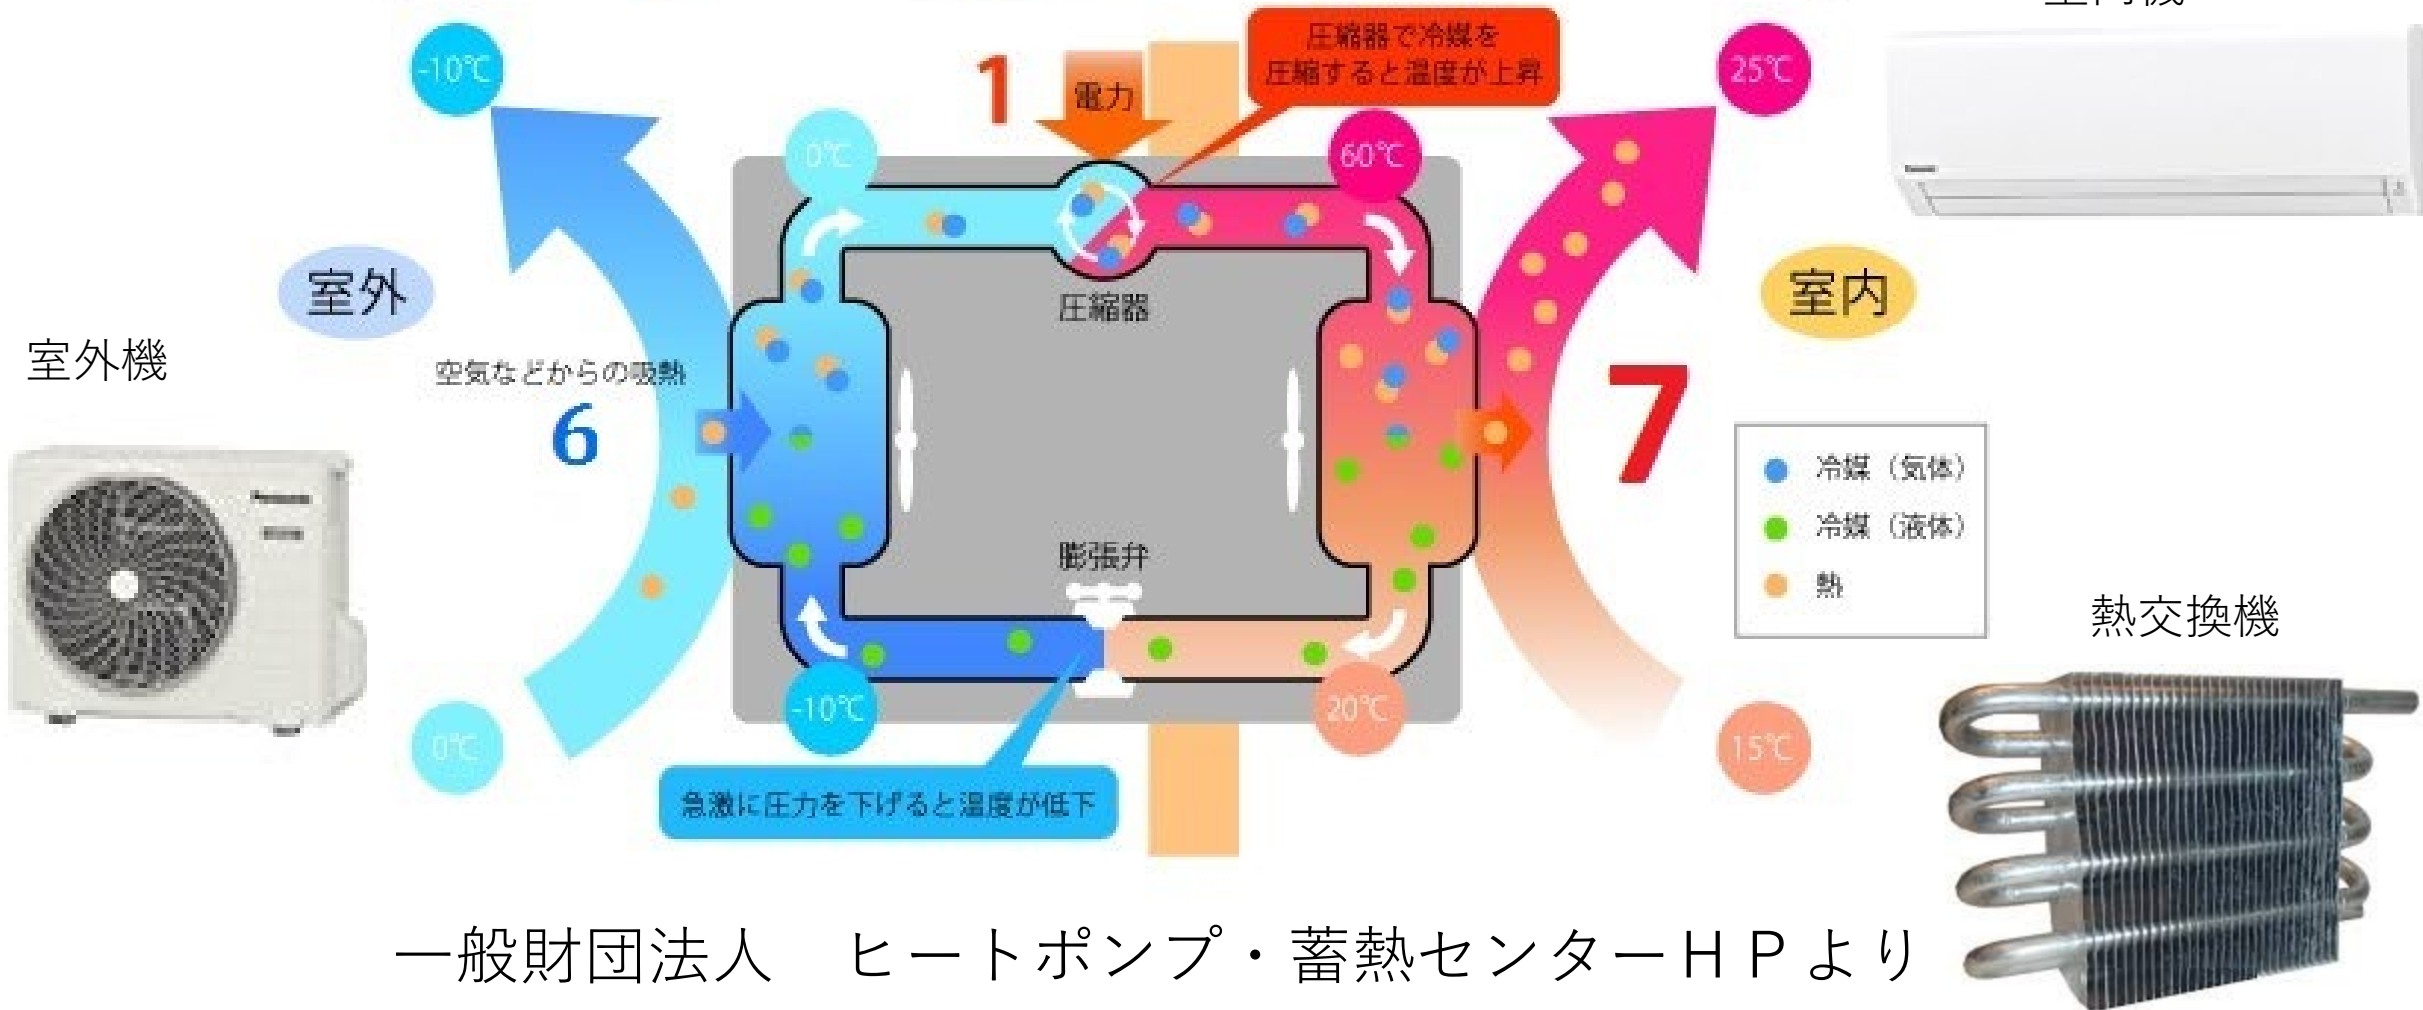 -10℃
1
電力
圧縮器で冷媒を
圧縮すると温度が上昇
25℃
0℃
60℃
室外
圧縮器
室内
室外機
空気などからの吸熱
6
7
冷媒（気体）
冷媒（液体）
熱
膨張弁
熱交換機
-10℃
20℃
0℃
15℃
急激に圧力を下げると温度が低下
一般財団法人　ヒートポンプ・蓄熱センターＨＰより